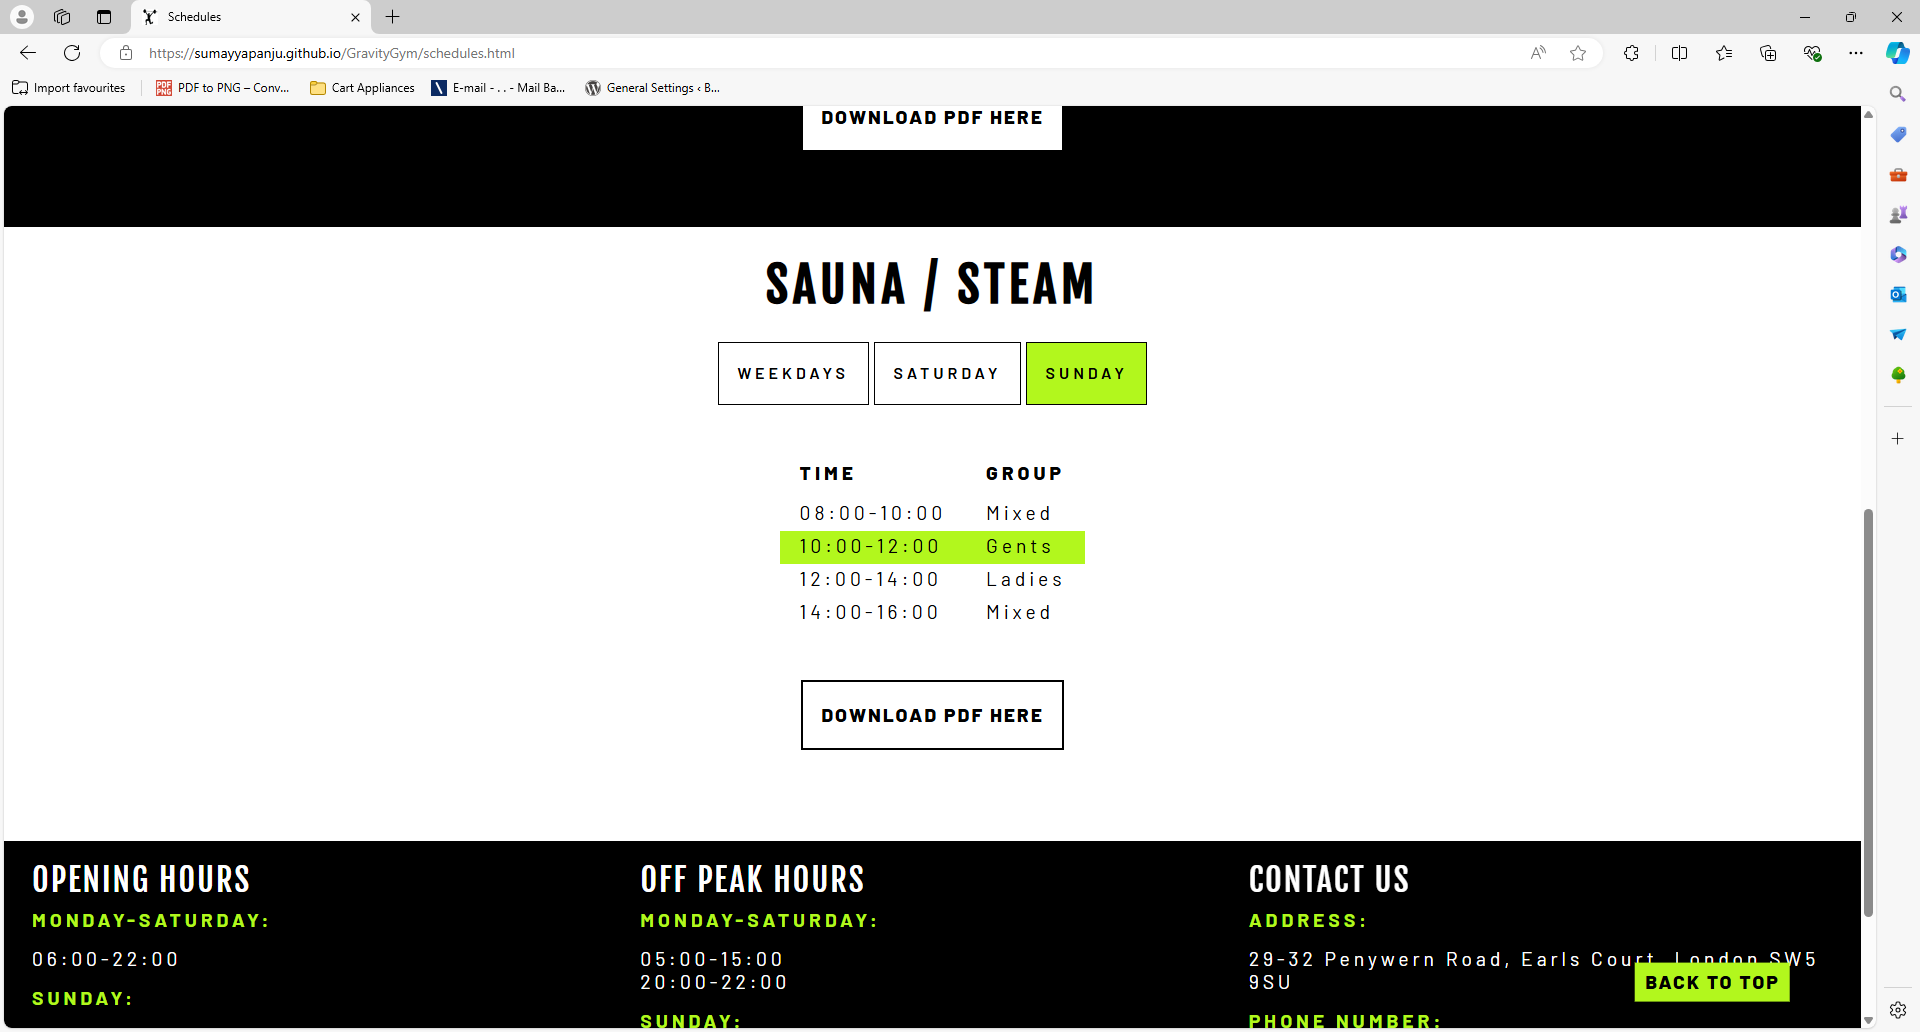 Schedules
https://sumayyapanju.github.io/GravityGym/schedules.html
Import favourites
PDF to PNG – Conv...
Cart Appliances
E-mail - . . - Mail Ba...
General Settings ‹ B...
DOWNLOAD PDF HERE
SAUNA / STEAM
WEEKDAYS SATURDAY SUNDAY
TIME GROUP
08:00-10:00 Mixed
10:00-12:00 Gents
12:00-14:00 Ladies
14:00-16:00 Mixed
DOWNLOAD PDF HERE
OPENING HOURS
MONDAY-SATURDAY:
06:00-22:00
SUNDAY:
OFF PEAK HOURS
MONDAY-SATURDAY:
05:00-15:00
20:00-22:00
SUNDAY:
CONTACT US
ADDRESS:
29-32 Penywern Road, Earls Court, London SW5
9SU
PHONE NUMBER:
BACK TO TOP